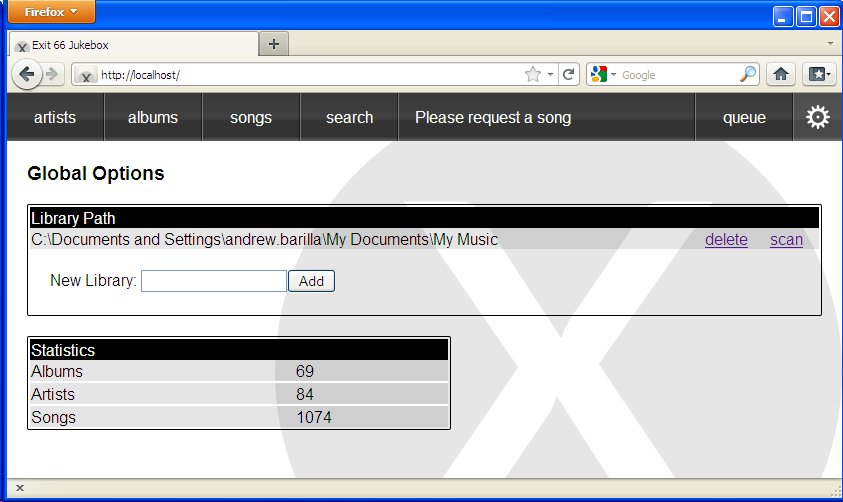 Firefox
Exit 66 Jukebox
http://localhost/
Google
artists albums songs search Please request a song queue
Global Options
Library Path
C:\Documents and Settings\andrew.barilla\My Documents\My Music delete scan
New Library: Add
Statistics
Albums 69
Artists 84
Songs 1074